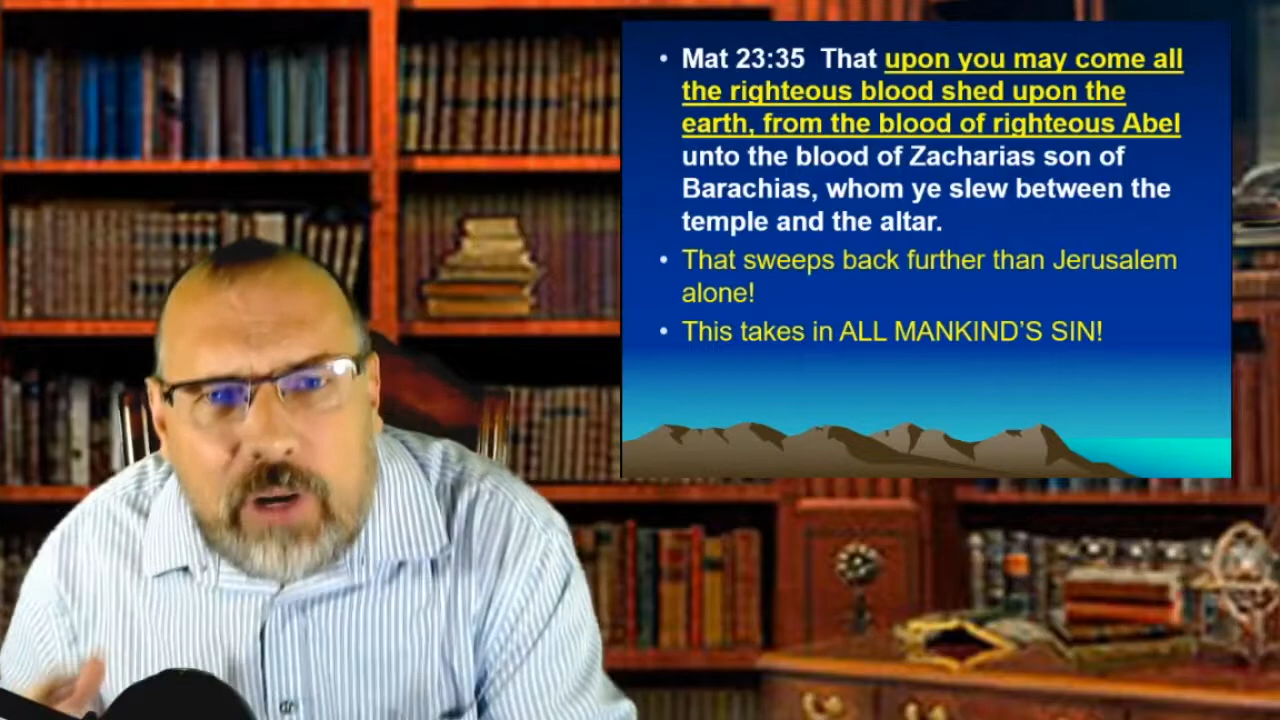 • Mat 23:35 That upon you may come all
the righteous blood shed upon the
earth, from the blood of righteous Abel
unto the blood of Zacharias son of
Barachias, whom ye slew between the
temple and the altar.
• That sweeps back further than Jerusalem
alone!
• This takes in ALL MANKIND'S SIN!